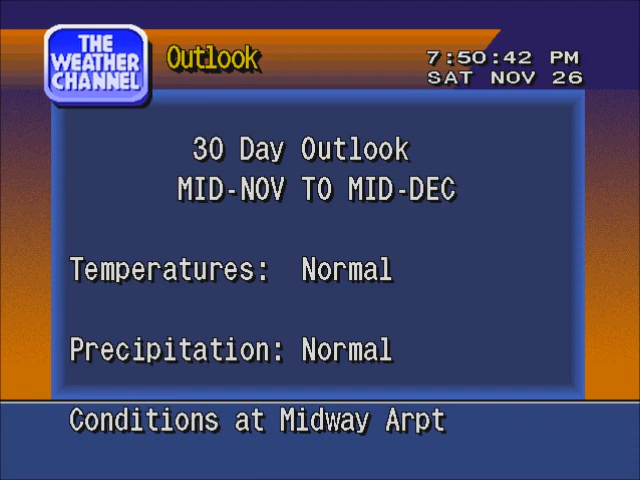 THE
WEATHER
CHANNEL
Outlook
7:50:42 PM
SAT NOV 26
30 Day Outlook
MID-NOV TO MID-DEC
Temperatures: Normal
Precipitation: Normal
Conditions at Midway Arpt